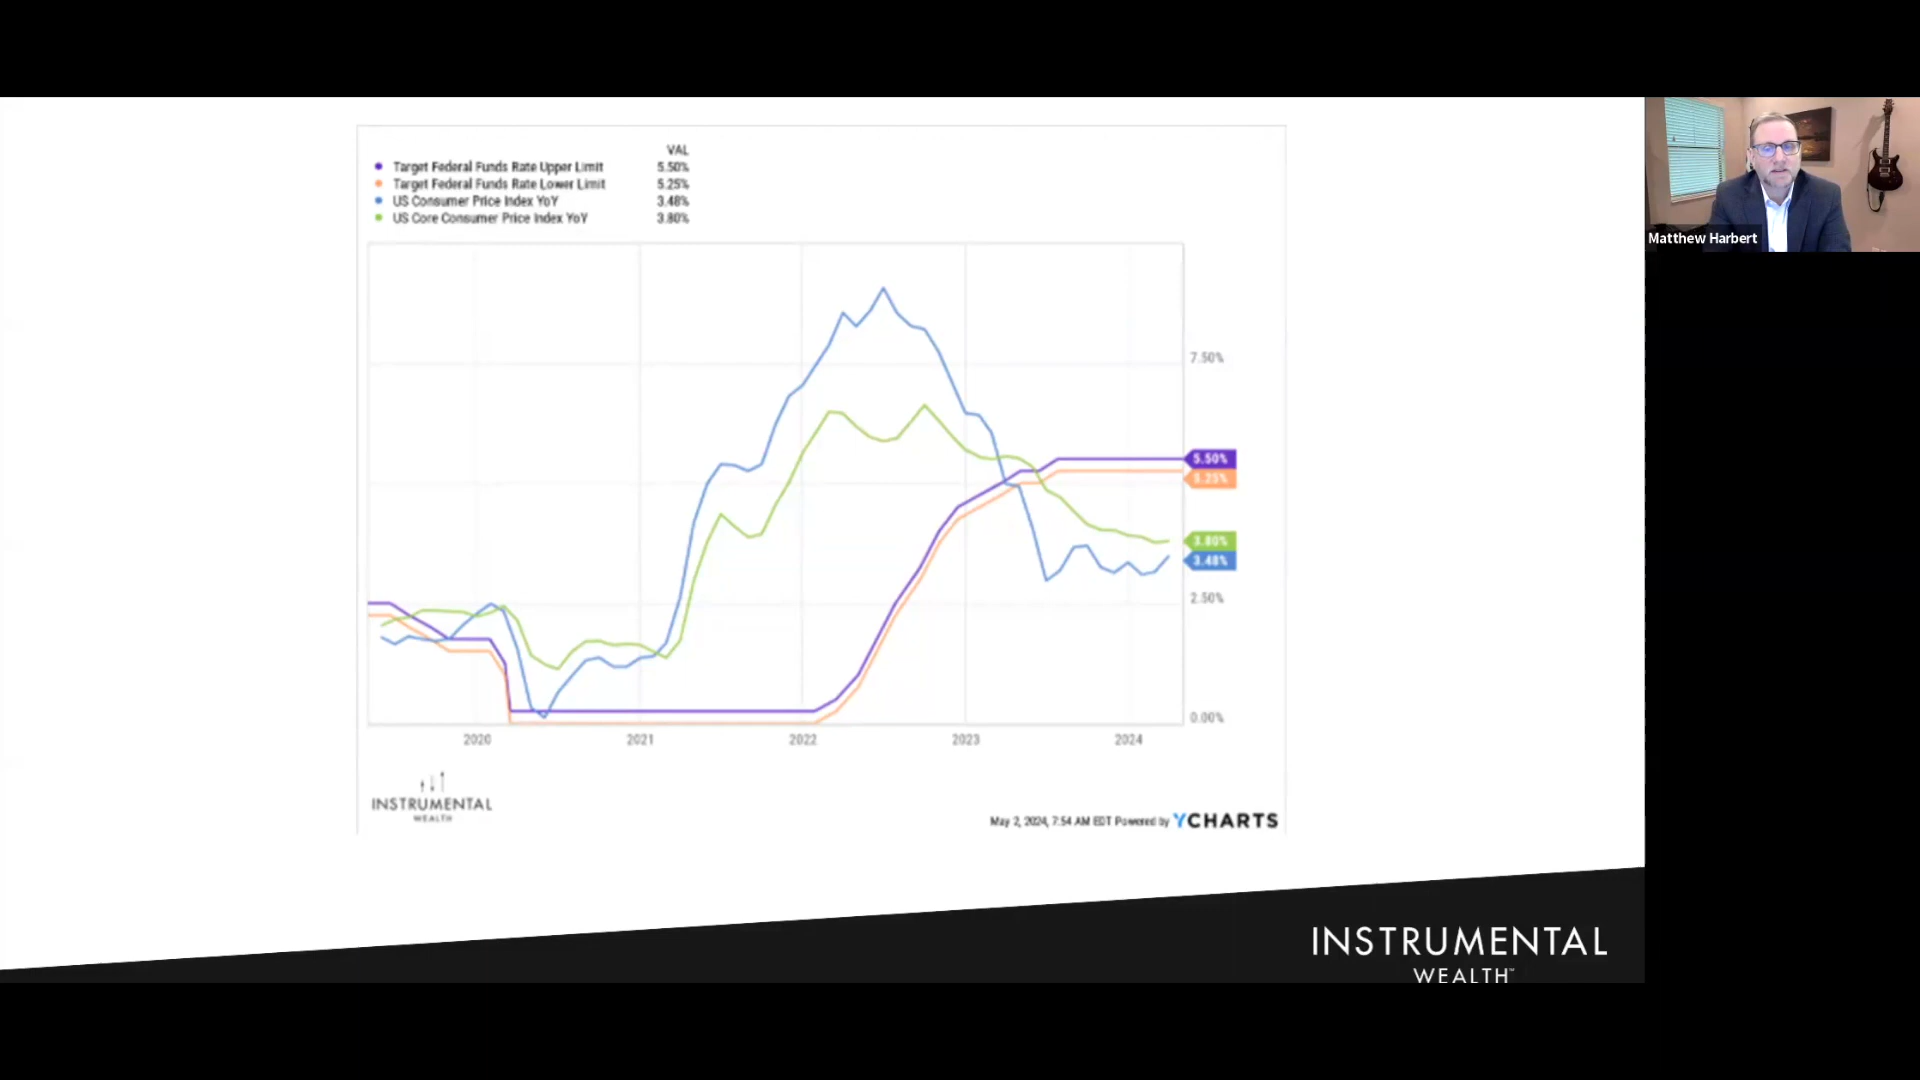 VAL
Target Federal Funds Rate Upper Limit 5.50%
Target Federal Funds Rate Lower Limit 5.25%
US Consumer Price Index YoY 3.48%
US Core Consumer Price Index YoY 3.80%
7.50%
5.50%
5.25%
3.80%
3.48%
2.50%
0.00%
2020 2021 2022 2023 2024
INSTRUMENTAL
WEALTH
May 2, 2024, 7:54 AM EDT Powered by YCHARTS
Matthew Harbert
INSTRUMENTAL
WEALTH™